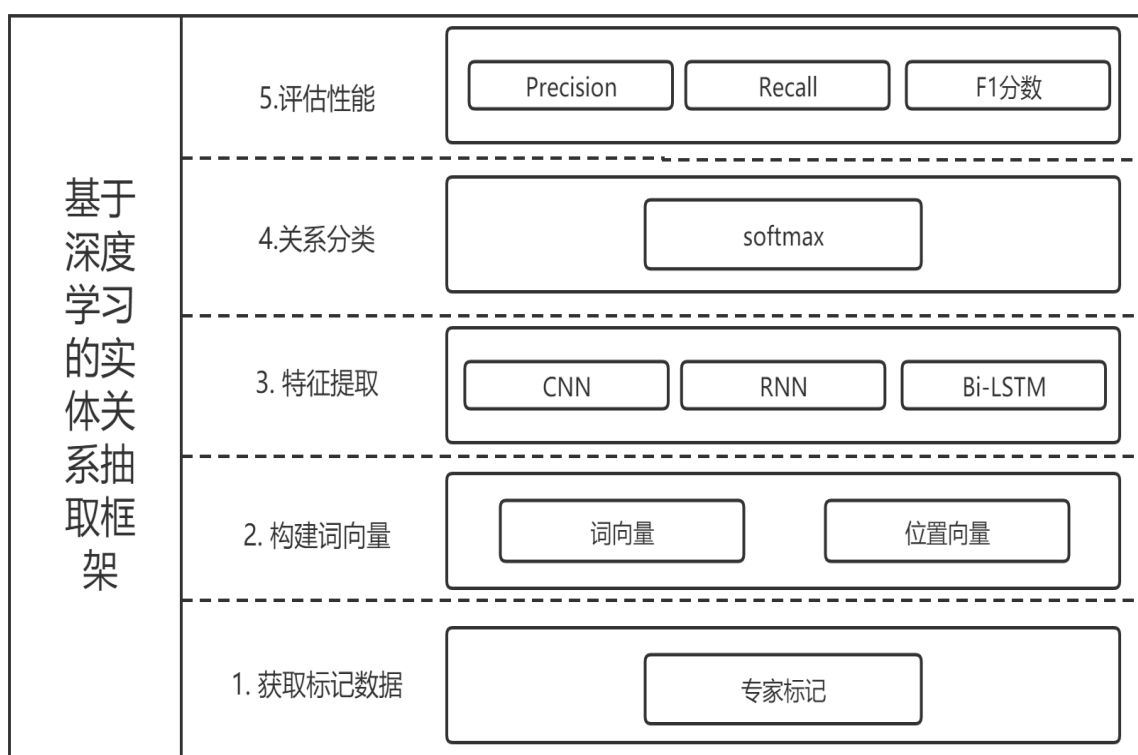 基于
深度
学习
的实
体关
系抽
取框
架
5.评估性能
Precision
Recall
F1分数
4.关系分类
softmax
3. 特征提取
CNN
RNN
Bi-LSTM
2. 构建词向量
词向量
位置向量
1. 获取标记数据
专家标记